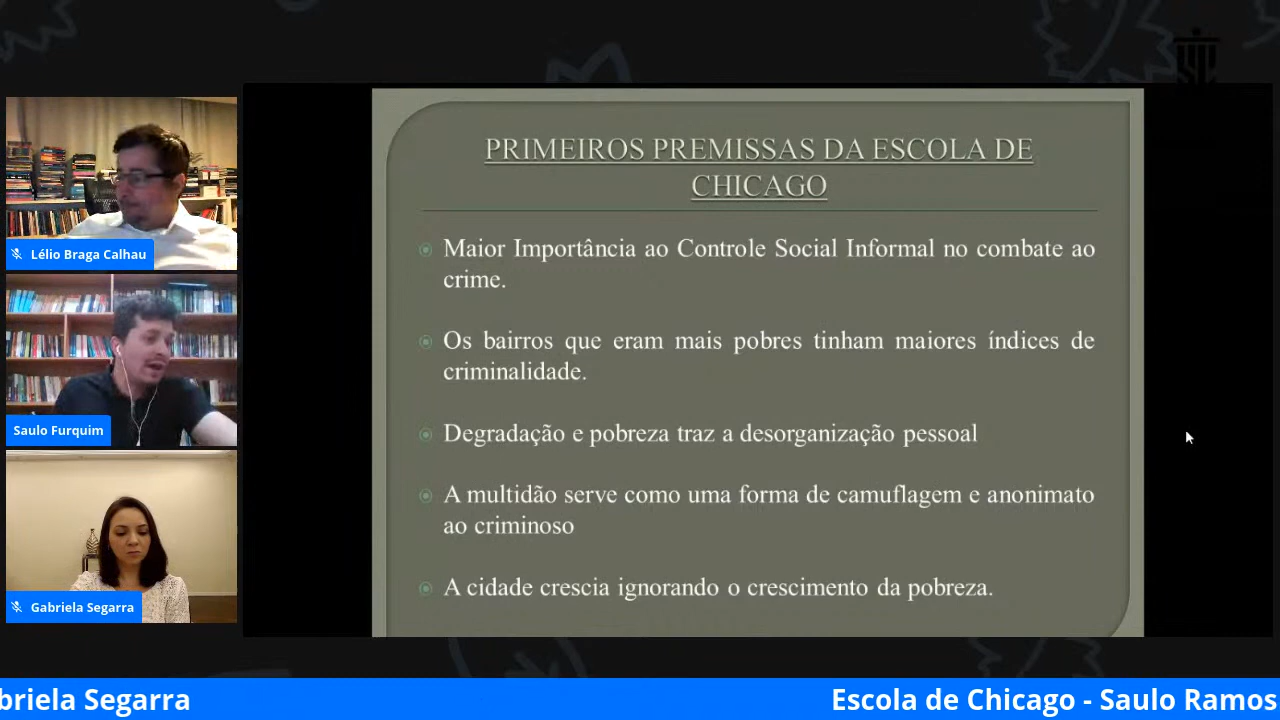 PRIMEIROS PREMISSAS DA ESCOLA DE
CHICAGO
Maior Importância ao Controle Social Informal no combate ao
crime.
Os bairros que eram mais pobres tinham maiores índices de
criminalidade.
Degradação e pobreza traz a desorganização pessoal
A multidão serve como uma forma de camuflagem e anonimato
ao criminoso
A cidade crescia ignorando o crescimento da pobreza.
Lélio Braga Calhau
Saulo Furquim
Gabriela Segarra
briela Segarra
Escola de Chicago - Saulo Ramos